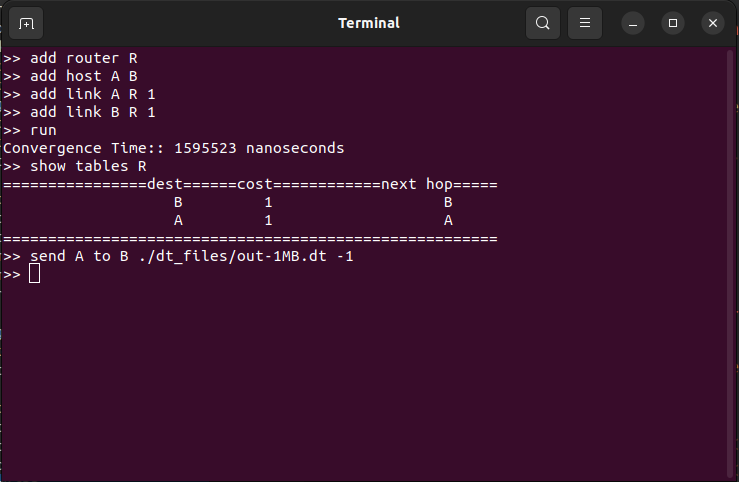 Terminal
>> add router R
>> add host A B
>> add link A R 1
>> add link B R 1
>> run
Convergence Time:: 1595523 nanoseconds
>> show tables R
================dest======cost============next hop=====
                   B         1                   B
                   A         1                   A
=======================================================
>> send A to B ./dt_files/out-1MB.dt -1
>>